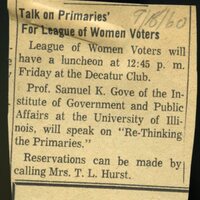 Talk on Primaries'
7/8/60
For League of Women Voters
League of Women Voters will
have a luncheon at 12:45 p. m.
Friday at the Decatur Club.
Prof. Samuel K. Gove of the In-
stitute of Government and Public
Affairs at the University of Illi-
nois, will speak on "Re-Thinking
the Primaries."
Reservations can be made by
calling Mrs. T. L. Hurst.